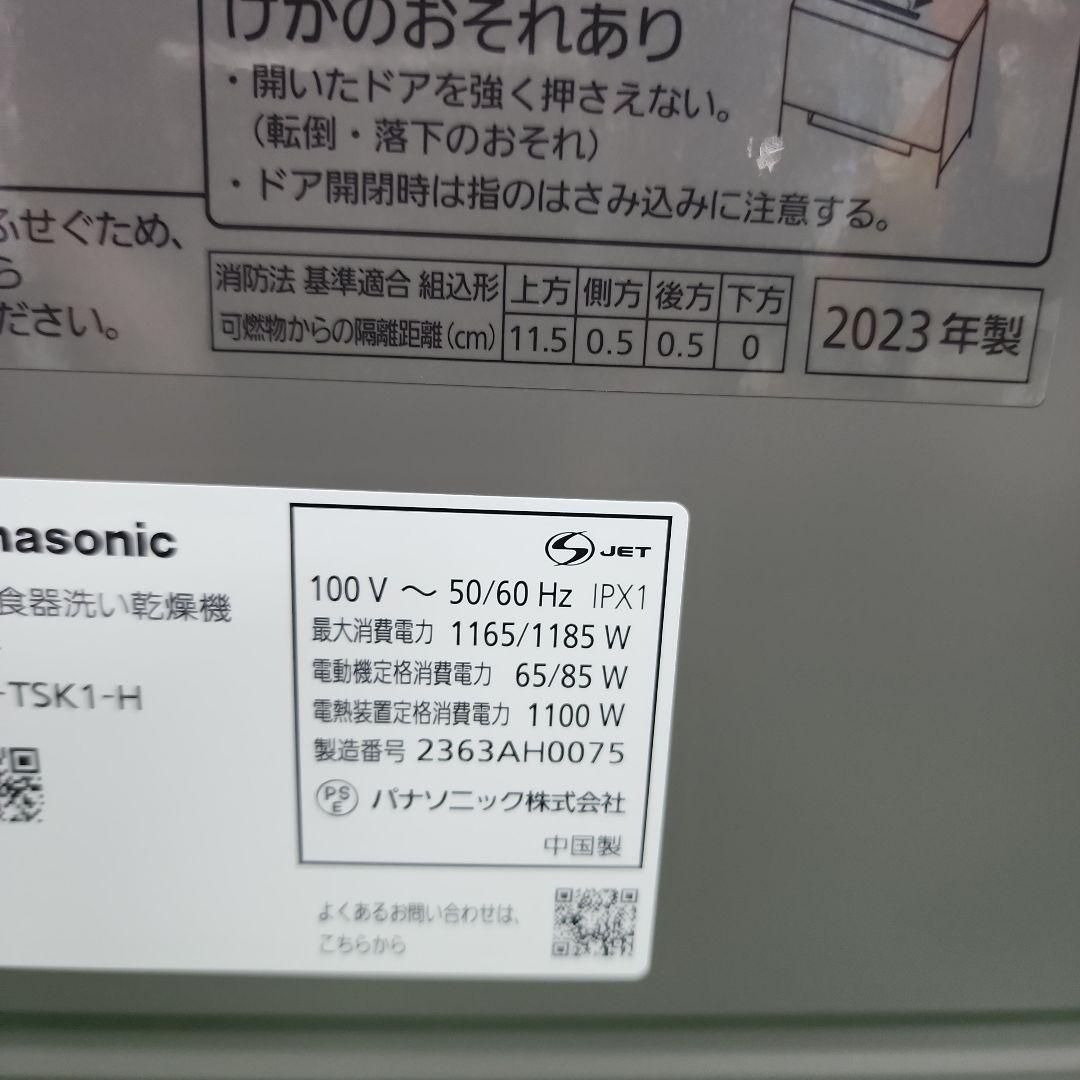 けがのおそれあり
・開いたドアを強く押さえない。
（転倒・落下のおそれ）
・ドア開閉時は指のはさみ込みに注意する。
ふせぐため、
ら
ださい。
消防法 基準適合 組込形 上方 側方 後方 下方
可燃物からの隔離距離(cm) 11.5 0.5 0.5 0
2023年製
nasonic
食器洗い乾燥機
-TSK1-H
S JET
100 V ～ 50/60 Hz IPX1
最大消費電力 1165/1185 W
電動機定格消費電力 65/85 W
電熱装置定格消費電力 1100 W
製造番号 2363AH0075
PSE パナソニック株式会社
中国製
よくあるお問い合わせは、
こちらから